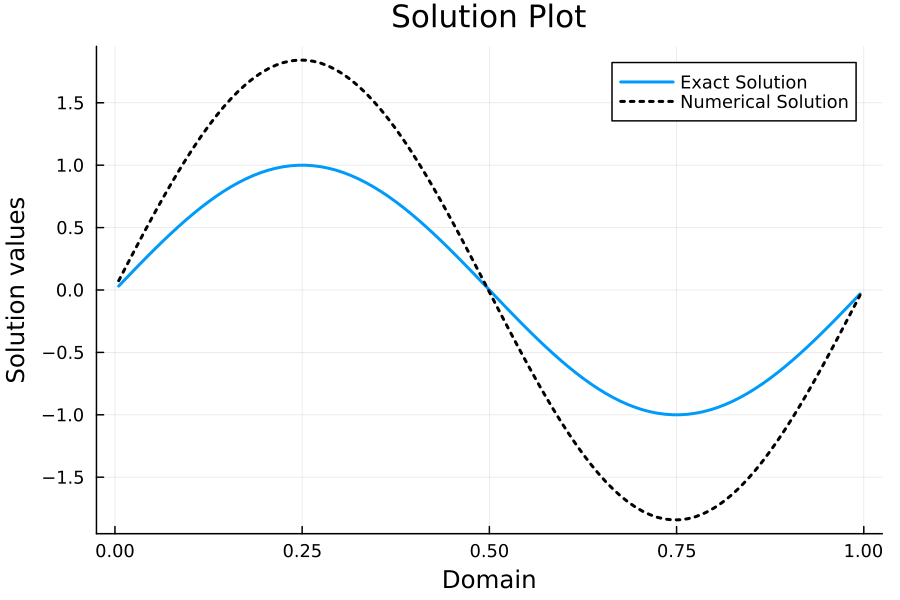 Solution Plot
Exact Solution
Numerical Solution
Solution values
1.5
1.0
0.5
0.0
−0.5
−1.0
−1.5
0.00 0.25 0.50 0.75 1.00
Domain